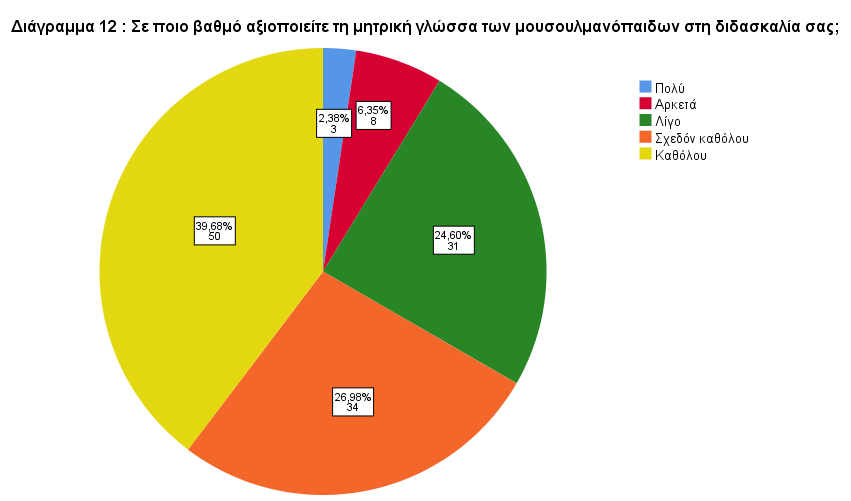 Διάγραμμα 12 : Σε ποιο βαθμό αξιοποιείτε τη μητρική γλώσσα των μουσουλμανόπαιδων στη διδασκαλία σας;
Πολύ
Αρκετά
Λίγο
Σχεδόν καθόλου
Καθόλου
2,38%
3
6,35%
8
24,60%
31
26,98%
34
39,68%
50